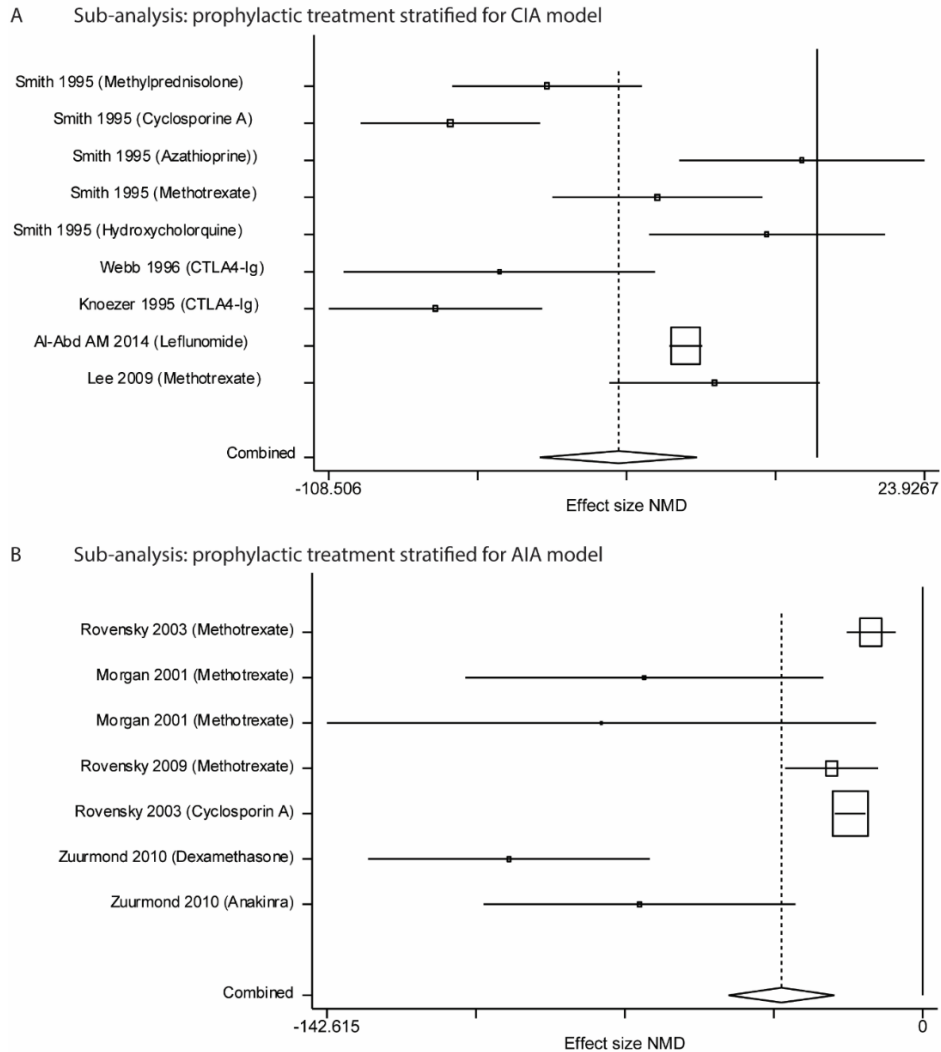 A Sub-analysis: prophylactic treatment stratified for CIA model
Smith 1995 (Methylprednisolone)
Smith 1995 (Cyclosporine A)
Smith 1995 (Azathioprine))
Smith 1995 (Methotrexate)
Smith 1995 (Hydroxycholorquine)
Webb 1996 (CTLA4-Ig)
Knoezer 1995 (CTLA4-Ig)
Al-Abd AM 2014 (Leflunomide)
Lee 2009 (Methotrexate)
Combined
-108.506 23.9267
Effect size NMD
B Sub-analysis: prophylactic treatment stratified for AIA model
Rovensky 2003 (Methotrexate)
Morgan 2001 (Methotrexate)
Morgan 2001 (Methotrexate)
Rovensky 2009 (Methotrexate)
Rovensky 2003 (Cyclosporin A)
Zuurmond 2010 (Dexamethasone)
Zuurmond 2010 (Anakinra)
Combined
-142.615 0
Effect size NMD